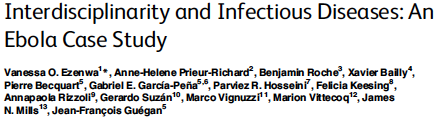 Interdisciplinarity and Infectious Diseases: An
Ebola Case Study
Vanessa O. Ezenwa1*, Anne-Helene Prieur-Richard2, Benjamin Roche3, Xavier Bailly4,
Pierre Becquart5, Gabriel E. García-Peña5,6, Parviez R. Hosseini7, Felicia Keesing8,
Annapaola Rizzoli9, Gerardo Suzán10, Marco Vignuzzi11, Marion Vittecoq12, James
N. Mills13, Jean-François Guégan5